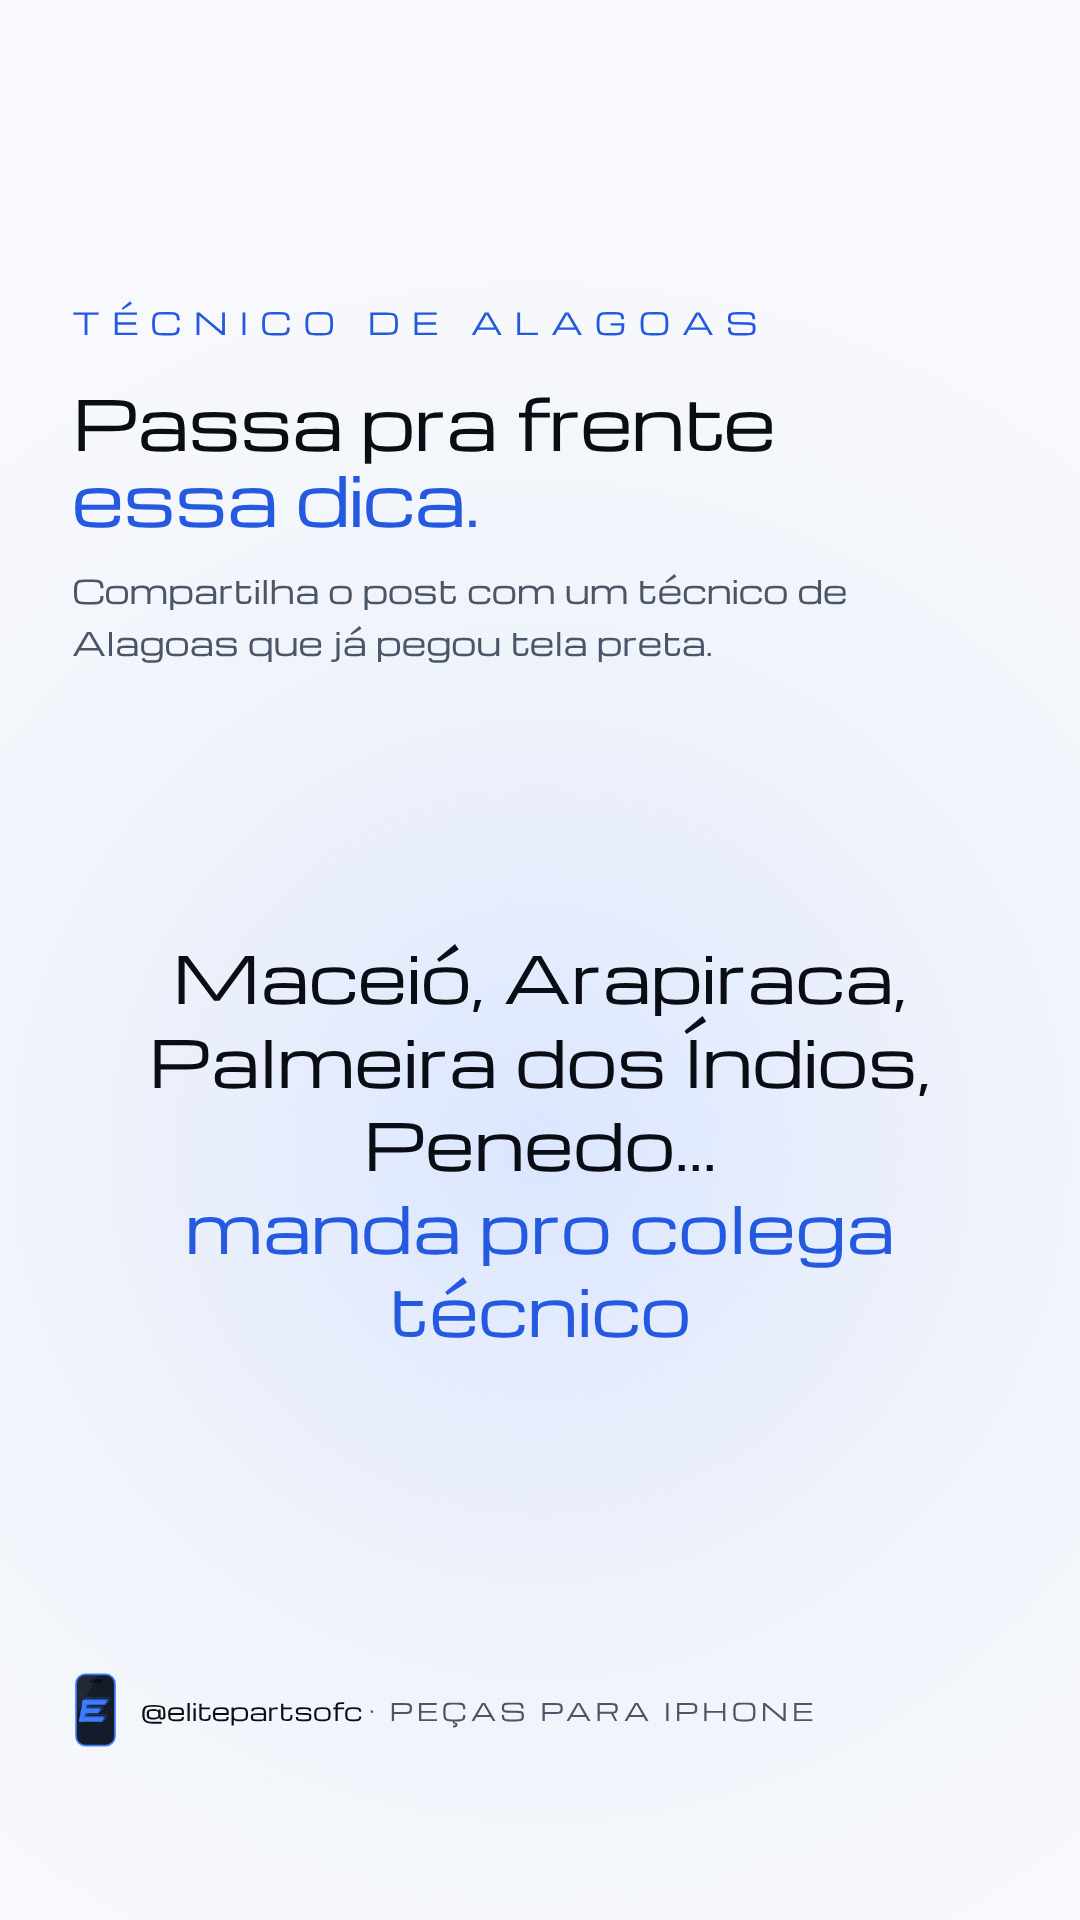 TÉCNICO DE ALAGOAS
Passa pra frente
essa dica.
Compartilha o post com um técnico de
Alagoas que já pegou tela preta.
Maceió, Arapiraca,
Palmeira dos Índios,
Penedo...
manda pro colega
técnico
E
@elitepartsofc · PEÇAS PARA IPHONE